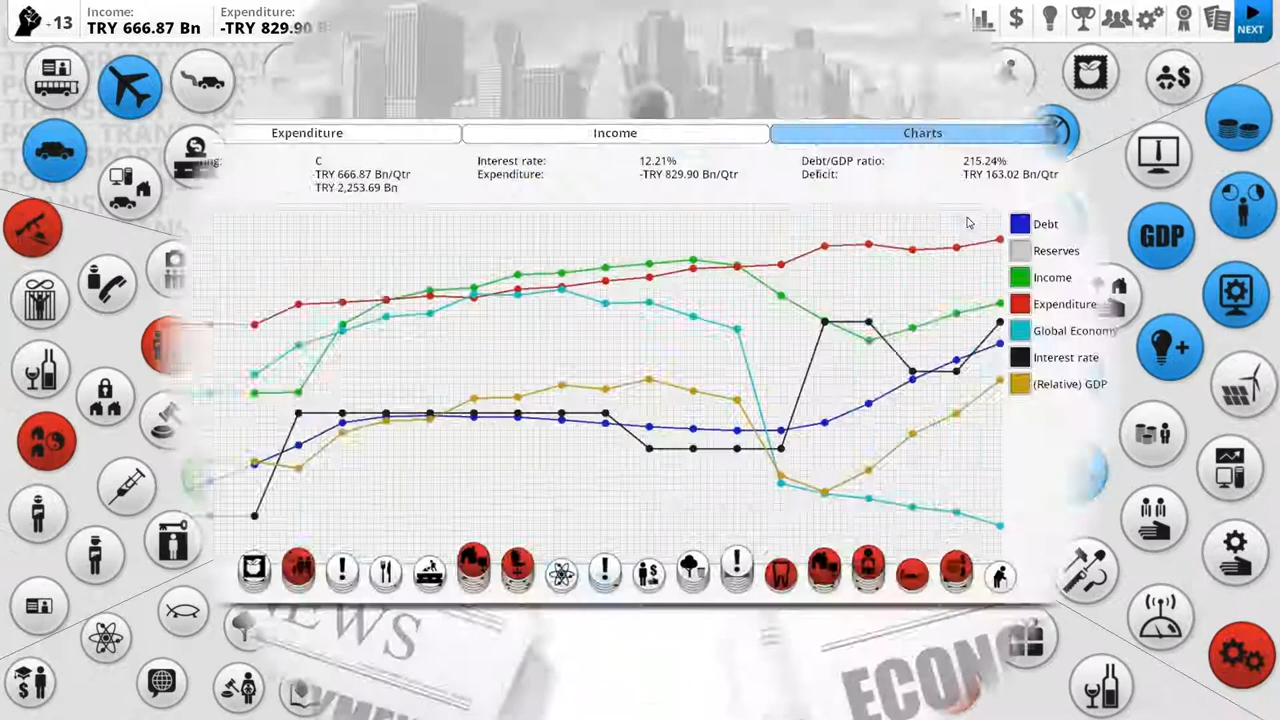 -13
Income:
TRY 666.87 Bn
Expenditure:
-TRY 829.90
NEXT
Expenditure
Income
Charts
C
Interest rate:
12.21%
Debt/GDP ratio:
215.24%
TRY 666.87 Bn/Qtr
Expenditure:
-TRY 829.90 Bn/Qtr
Deficit:
TRY 163.02 Bn/Qtr
TRY 2,253.69 Bn
Debt
Reserves
Income
Expenditure
Global Economy
Interest rate
(Relative) GDP
GDP
NEWS
ECON